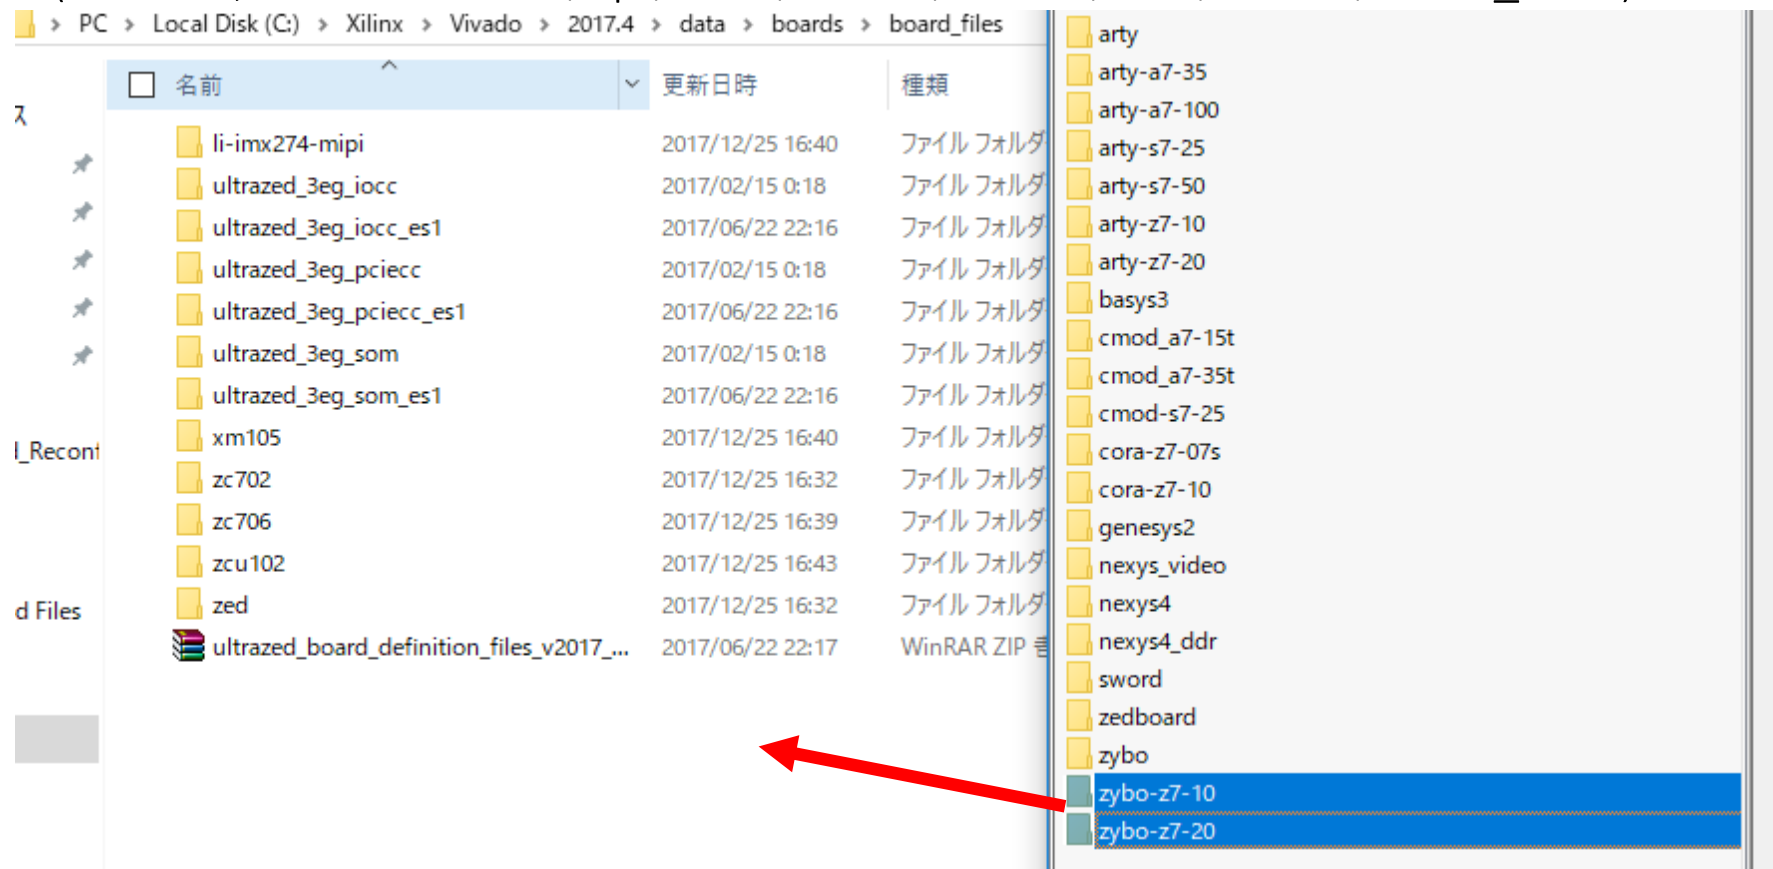 PC > Local Disk (C:) > Xilinx > Vivado > 2017.4 > data > boards > board_files
名前 更新日時 種類
ス
li-imx274-mipi 2017/12/25 16:40 ファイル フォルダ
ultrazed_3eg_iocc 2017/02/15 0:18 ファイル フォルダ
ultrazed_3eg_iocc_es1 2017/06/22 22:16 ファイル フォルダ
ultrazed_3eg_pciecc 2017/02/15 0:18 ファイル フォルダ
ultrazed_3eg_pciecc_es1 2017/06/22 22:16 ファイル フォルダ
ultrazed_3eg_som 2017/02/15 0:18 ファイル フォルダ
ultrazed_3eg_som_es1 2017/06/22 22:16 ファイル フォルダ
xm105 2017/12/25 16:40 ファイル フォルダ
d_Recont
zc702 2017/12/25 16:32 ファイル フォルダ
zc706 2017/12/25 16:39 ファイル フォルダ
zcu102 2017/12/25 16:43 ファイル フォルダ
d Files
zed 2017/12/25 16:32 ファイル フォルダ
ultrazed_board_definition_files_v2017_... 2017/06/22 22:17 WinRAR ZIP
arty
arty-a7-35
arty-a7-100
arty-s7-25
arty-s7-50
arty-z7-10
arty-z7-20
basys3
cmod_a7-15t
cmod_a7-35t
cmod-s7-25
cora-z7-07s
cora-z7-10
genesys2
nexys_video
nexys4
nexys4_ddr
sword
zedboard
zybo
zybo-z7-10
zybo-z7-20